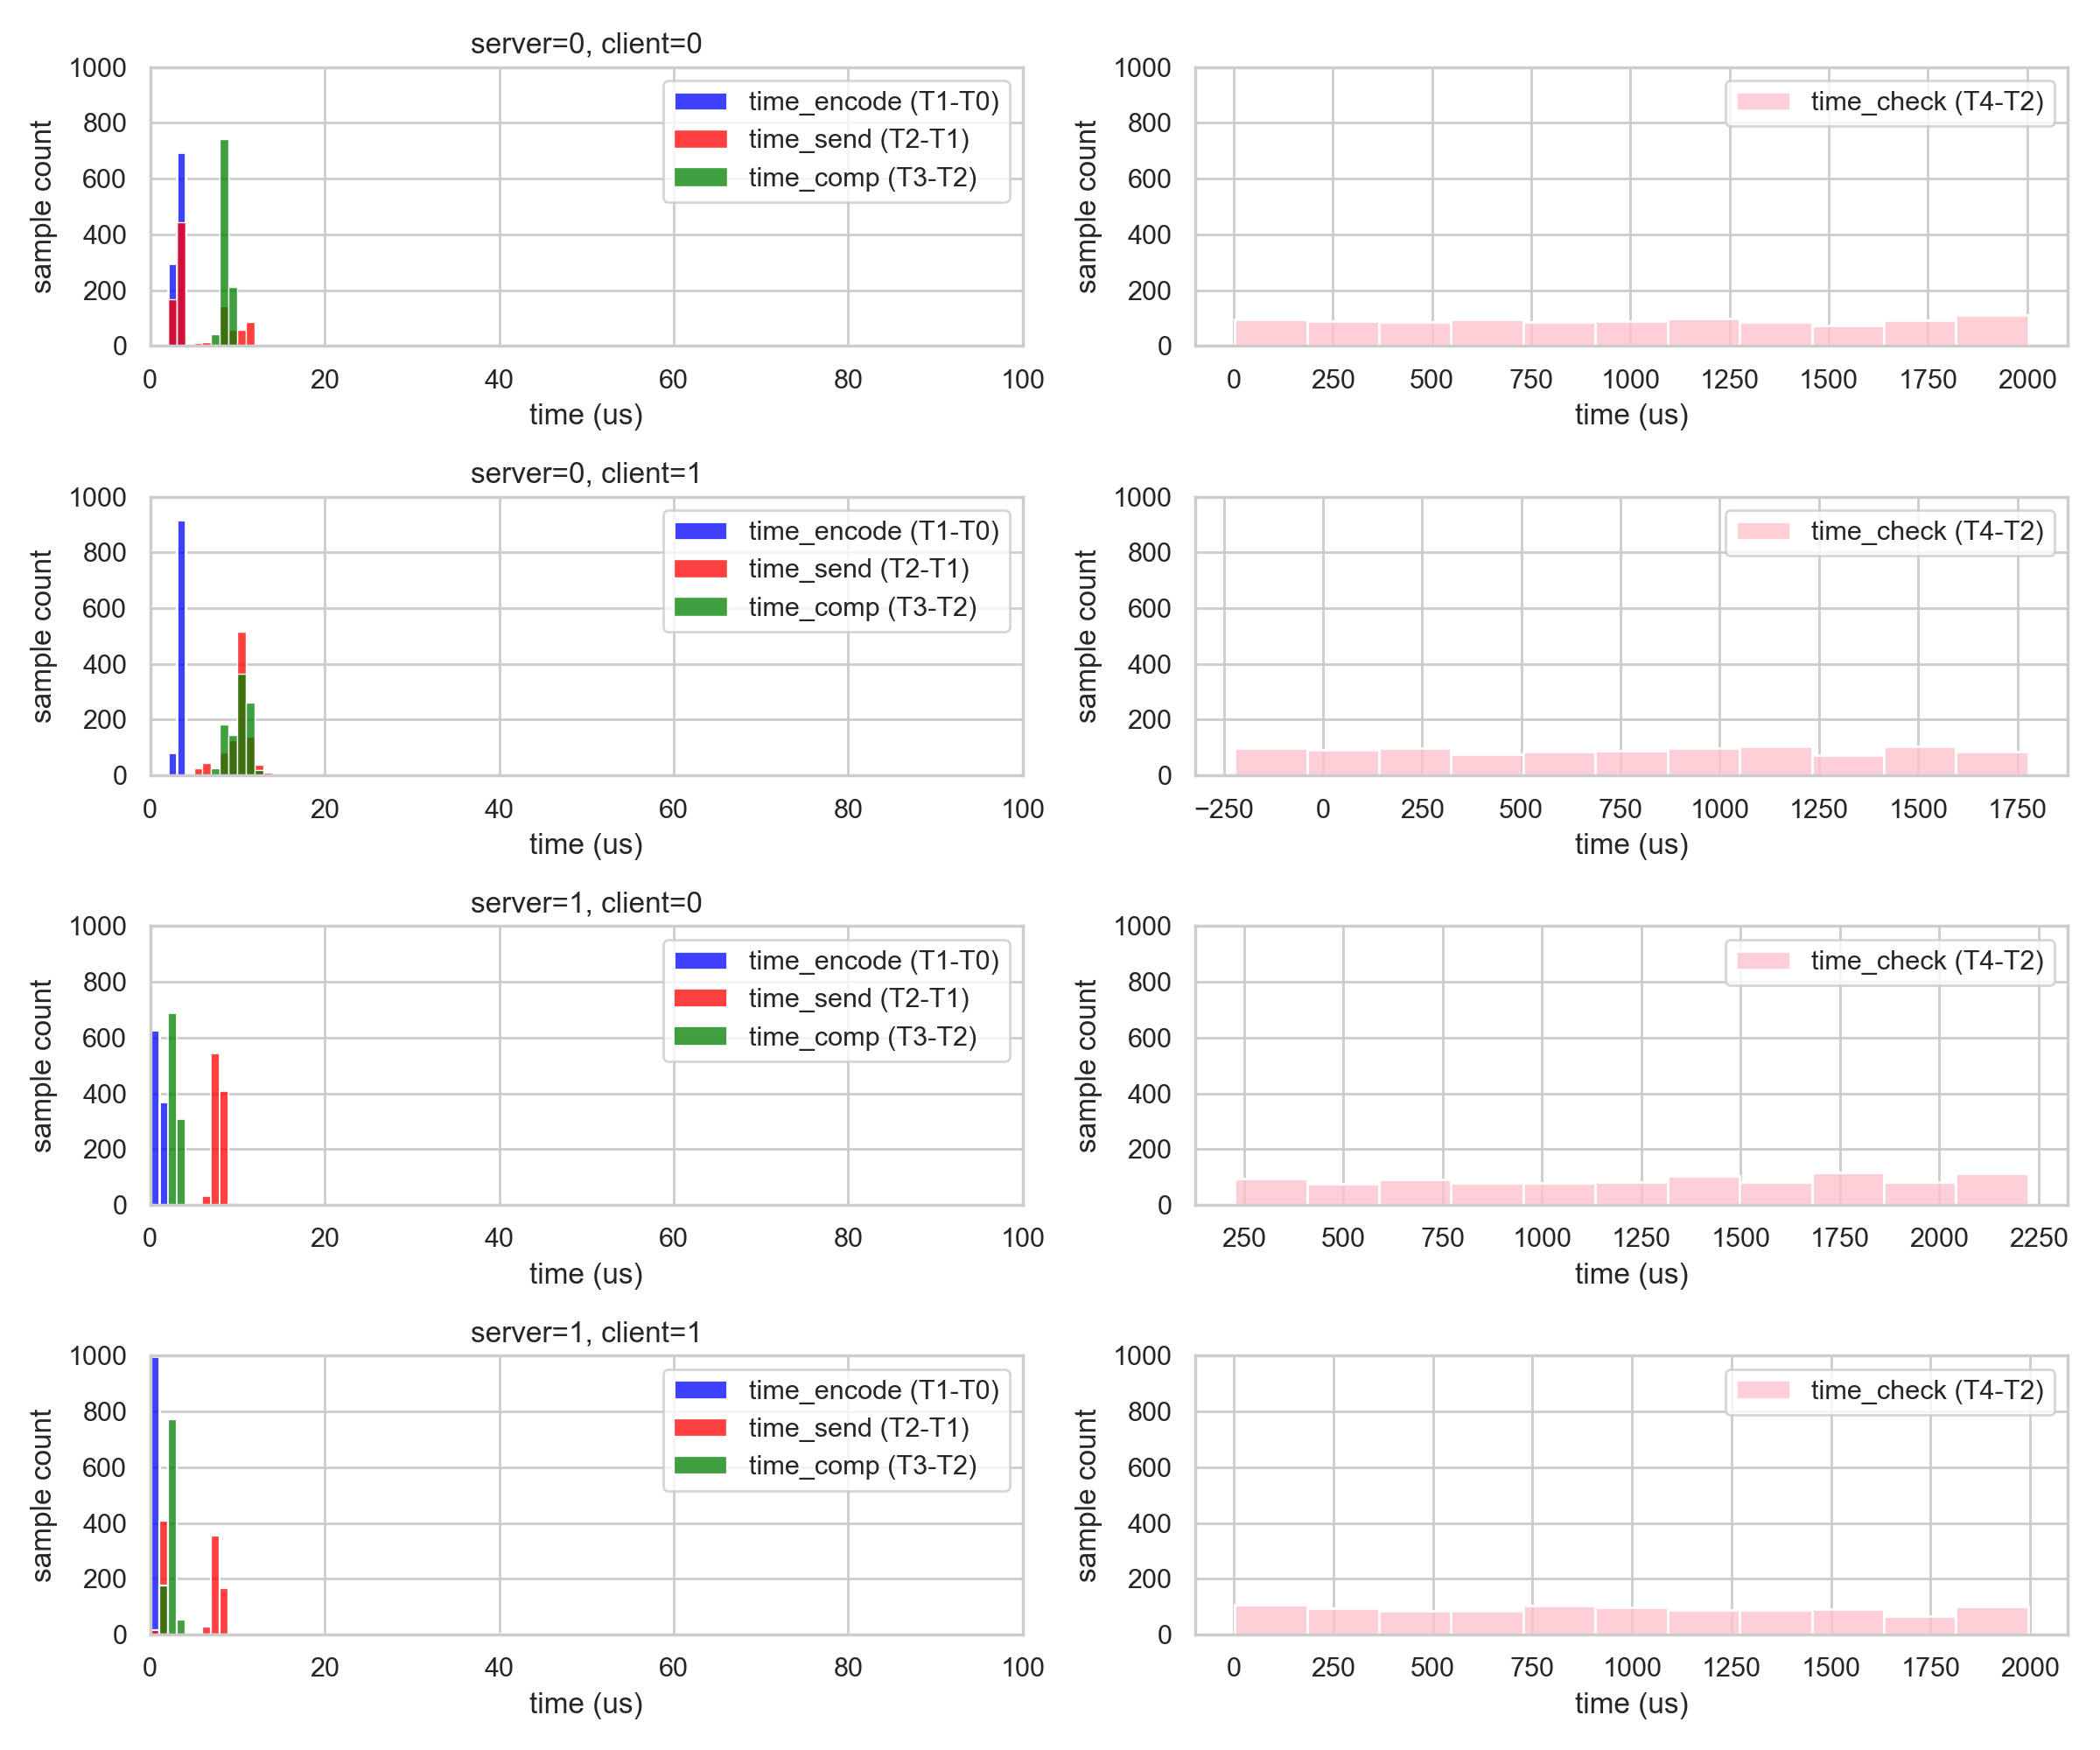 server=0, client=0
1000
800
600
400
200
0
sample count
time_encode (T1-T0)
time_send (T2-T1)
time_comp (T3-T2)
0 20 40 60 80 100
time (us)
1000
800
600
400
200
0
sample count
time_check (T4-T2)
0 250 500 750 1000 1250 1500 1750 2000
time (us)
server=0, client=1
1000
800
600
400
200
0
sample count
time_encode (T1-T0)
time_send (T2-T1)
time_comp (T3-T2)
0 20 40 60 80 100
time (us)
1000
800
600
400
200
0
sample count
time_check (T4-T2)
−250 0 250 500 750 1000 1250 1500 1750
time (us)
server=1, client=0
1000
800
600
400
200
0
sample count
time_encode (T1-T0)
time_send (T2-T1)
time_comp (T3-T2)
0 20 40 60 80 100
time (us)
1000
800
600
400
200
0
sample count
time_check (T4-T2)
250 500 750 1000 1250 1500 1750 2000 2250
time (us)
server=1, client=1
1000
800
600
400
200
0
sample count
time_encode (T1-T0)
time_send (T2-T1)
time_comp (T3-T2)
0 20 40 60 80 100
time (us)
1000
800
600
400
200
0
sample count
time_check (T4-T2)
0 250 500 750 1000 1250 1500 1750 2000
time (us)